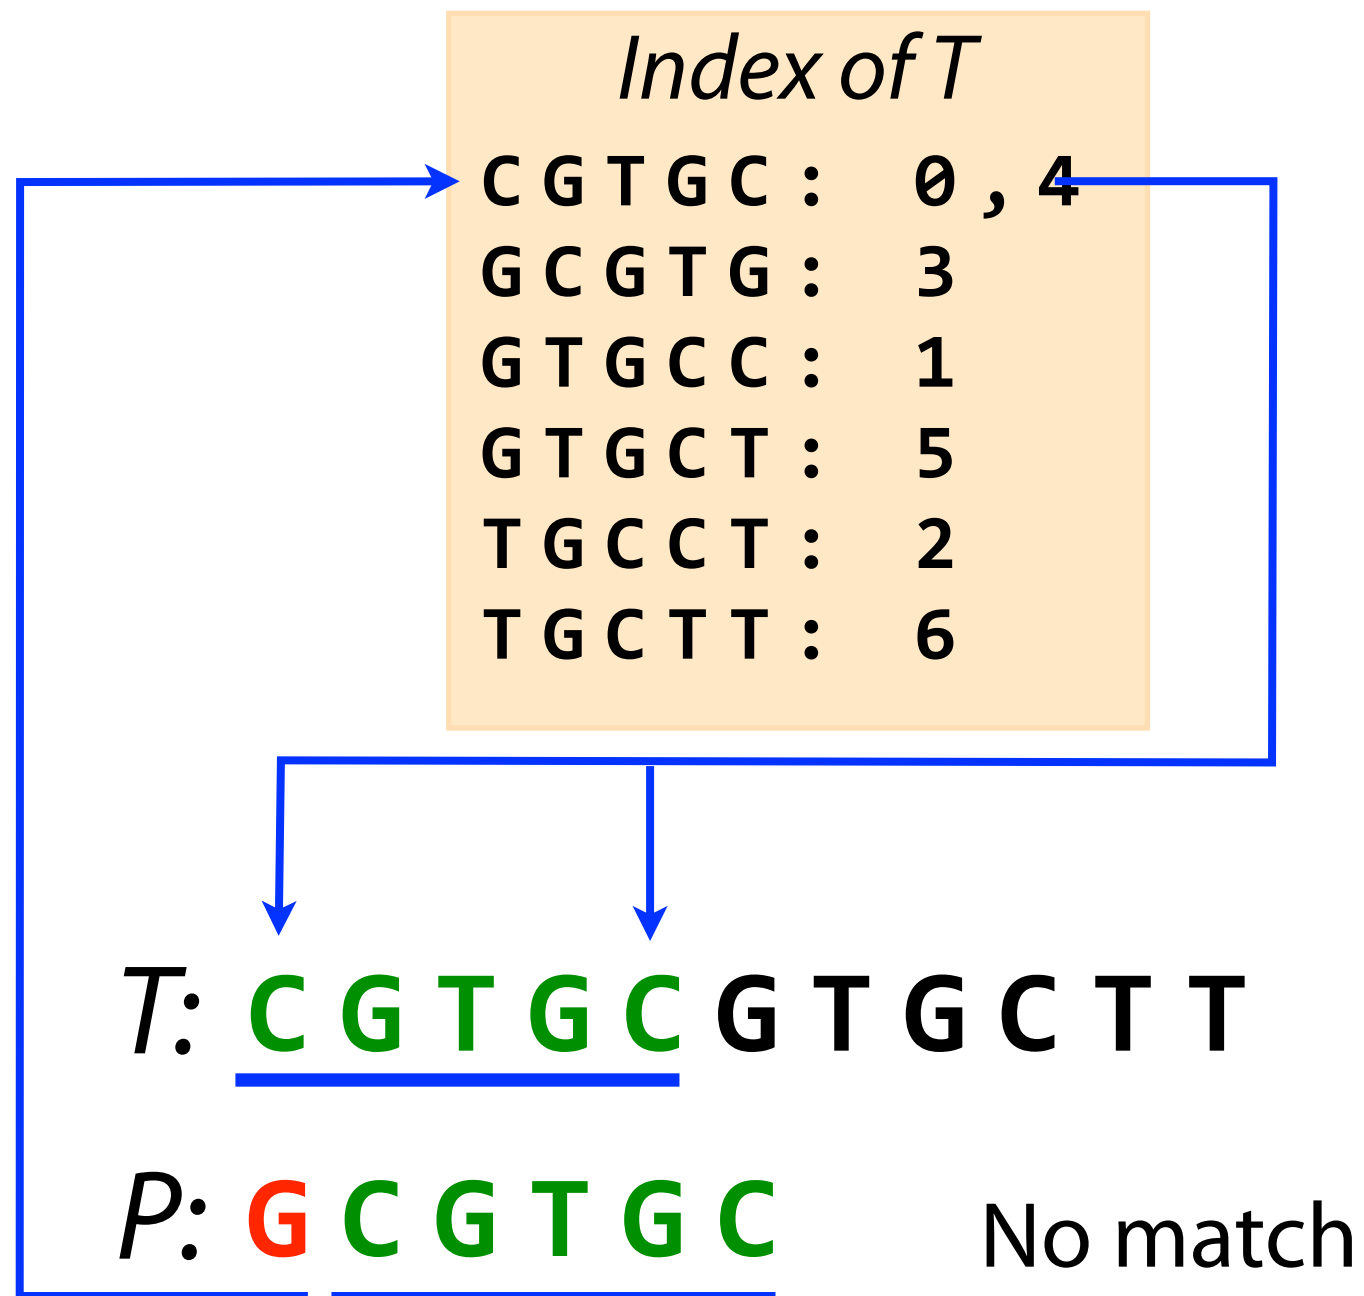 Index of T
CGTGC: 0,4
GCGTG: 3
GTGCC: 1
GTGCT: 5
TGCCT: 2
TGCTT: 6
T: CGTGCGTGCTT
P: GCGTGC No match